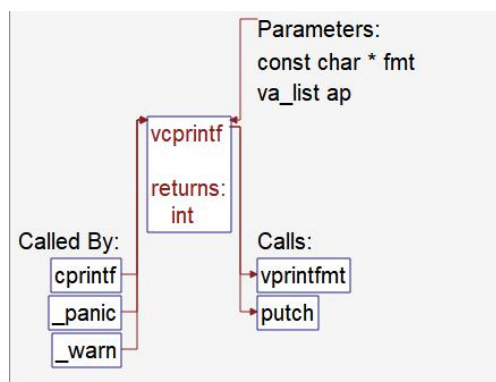 Parameters:
const char * fmt
va_list ap
vcprintf
returns:
int
Called By:
cprintf
_panic
_warn
Calls:
vprintfmt
putch